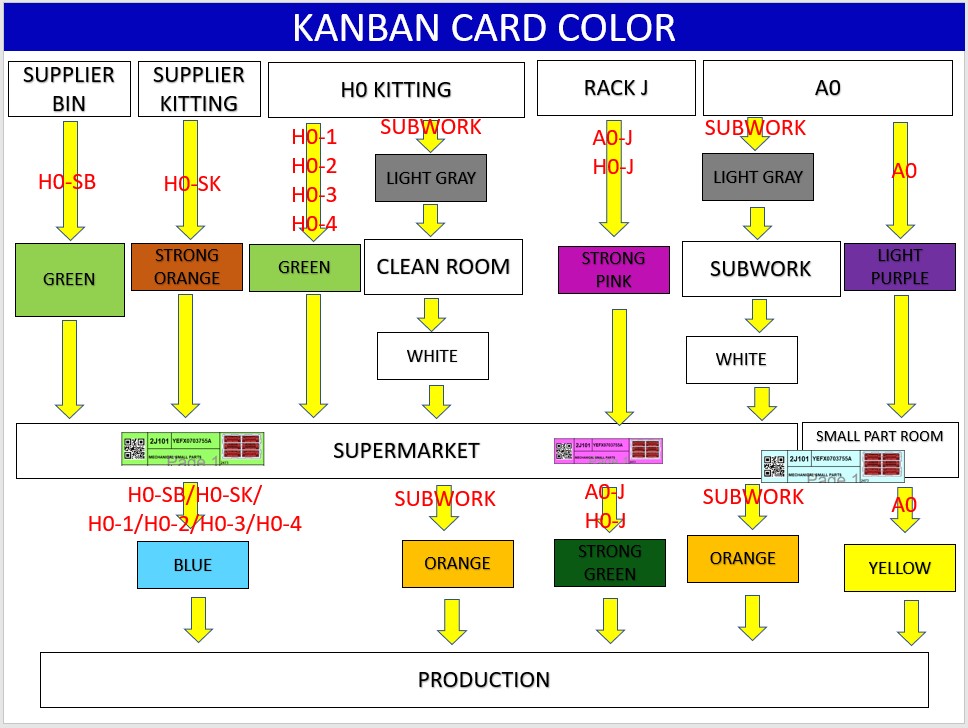 KANBAN CARD COLOR
SUPPLIER
BIN
SUPPLIER
KITTING
H0 KITTING
RACK J
A0
H0-SB
H0-SK
H0-1
H0-2
H0-3
H0-4
SUBWORK
A0-J
H0-J
SUBWORK
A0
LIGHT GRAY
LIGHT GRAY
GREEN
STRONG
ORANGE
GREEN
CLEAN ROOM
STRONG
PINK
SUBWORK
LIGHT
PURPLE
WHITE
WHITE
2J101 YEFX0703755A
MECHANISM: SMALL PARTS
Page 1
SUPERMARKET
2J101 YEFX0703755A
MECHANISM: SMALL PARTS
SMALL PART ROOM
2J101 YEFX0703755A
MECHANISM: SMALL PARTS
Page 1
H0-SB/H0-SK/
H0-1/H0-2/H0-3/H0-4
SUBWORK
A0-J
H0-J
SUBWORK
A0
BLUE
ORANGE
STRONG
GREEN
ORANGE
YELLOW
PRODUCTION